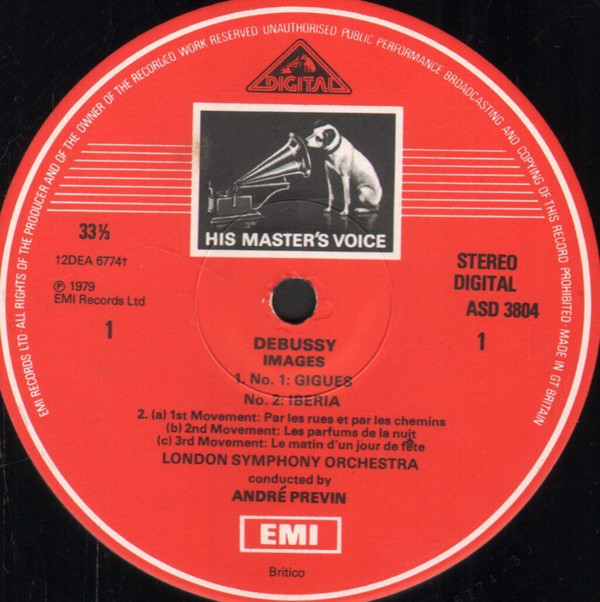 EMI RECORDS LTD · ALL RIGHTS OF THE PRODUCER AND OF THE OWNER OF THE RECORDED WORK RESERVED · UNAUTHORISED PUBLIC PERFORMANCE BROADCASTING AND COPYING OF THIS RECORD PROHIBITED · MADE IN GT BRITAIN
DIGITAL
HIS MASTER'S VOICE
33⅓
†2DEA 6774†
Ⓟ 1979
EMI Records Ltd
1
STEREO
DIGITAL
ASD 3804
1
DEBUSSY
IMAGES
1. No. 1: GIGUES
No. 2: IBERIA
2. (a) 1st Movement: Par les rues et par les chemins
(b) 2nd Movement: Les parfums de la nuit
(c) 3rd Movement: Le matin d'un jour de fête
LONDON SYMPHONY ORCHESTRA
conducted by
ANDRÉ PREVIN
EMI
Britico